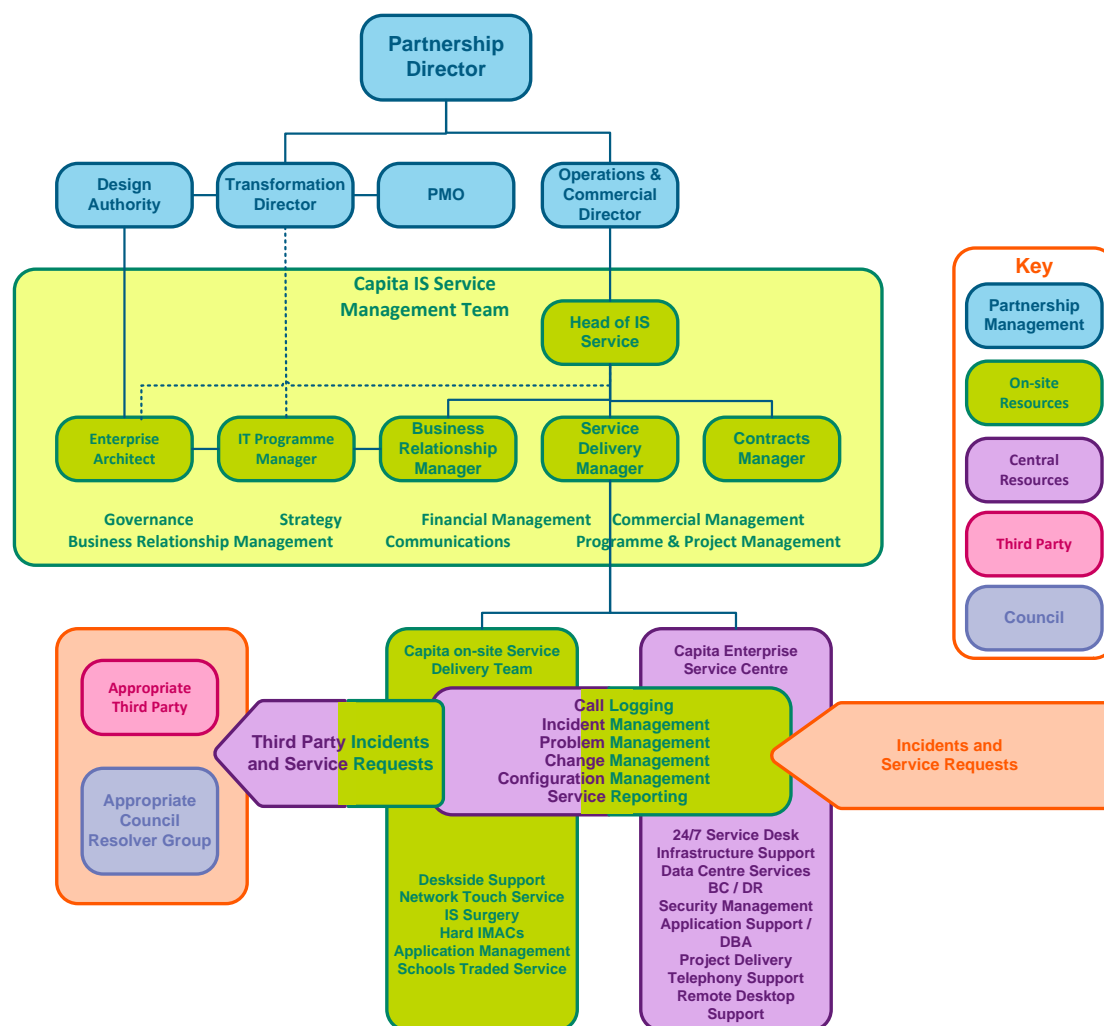 Partnership
Director
Design
Authority
Transformation
Director
PMO
Operations &
Commercial
Director
Capita IS Service
Management Team
Head of IS
Service
Enterprise
Architect
IT Programme
Manager
Business
Relationship
Manager
Service
Delivery
Manager
Contracts
Manager
Governance Strategy Financial Management Commercial Management
Business Relationship Management Communications Programme & Project Management
Key
Partnership
Management
On-site
Resources
Central
Resources
Third Party
Council
Appropriate
Third Party
Appropriate
Council
Resolver Group
Third Party Incidents
and Service Requests
Capita on-site Service
Delivery Team
Capita Enterprise
Service Centre
Call Logging
Incident Management
Problem Management
Change Management
Configuration Management
Service Reporting
Incidents and
Service Requests
Deskside Support
Network Touch Service
IS Surgery
Hard IMACs
Application Management
Schools Traded Service
24/7 Service Desk
Infrastructure Support
Data Centre Services
BC / DR
Security Management
Application Support /
DBA
Project Delivery
Telephony Support
Remote Desktop
Support